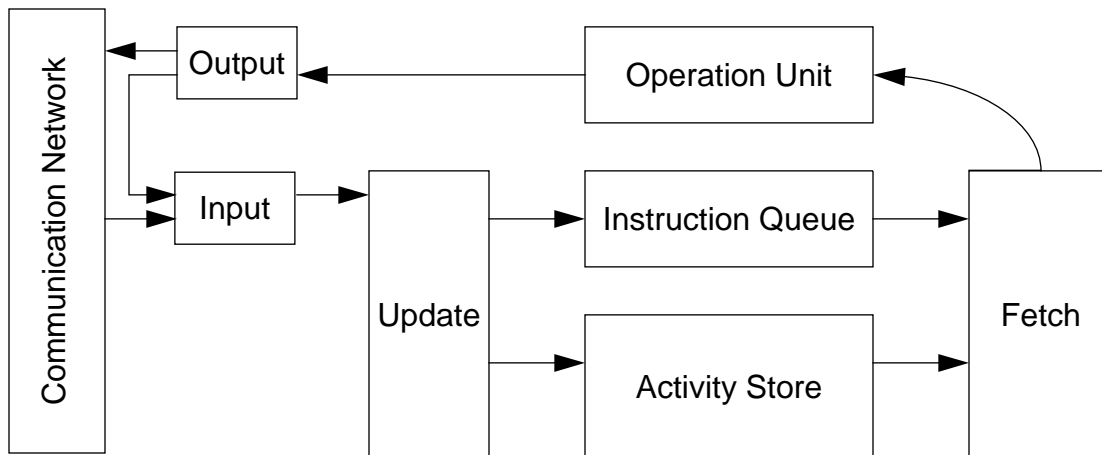 Communication Network
Output
Operation Unit
Input
Instruction Queue
Update
Fetch
Activity Store